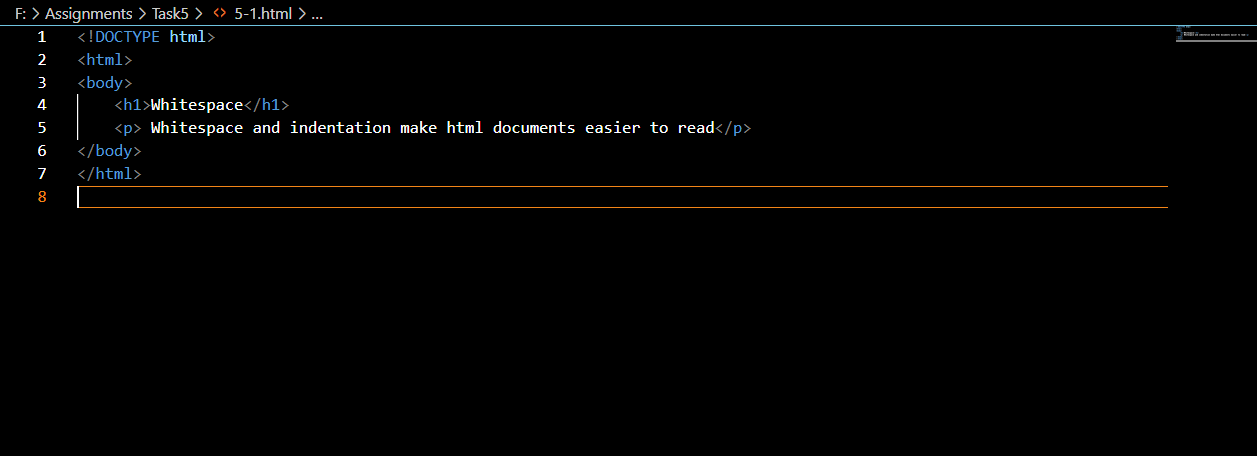 F: > Assignments > Task5 > <> 5-1.html > ...
1 <!DOCTYPE html>
2 <html>
3 <body>
4     <h1>Whitespace</h1>
5     <p> Whitespace and indentation make html documents easier to read</p>
6 </body>
7 </html>
8